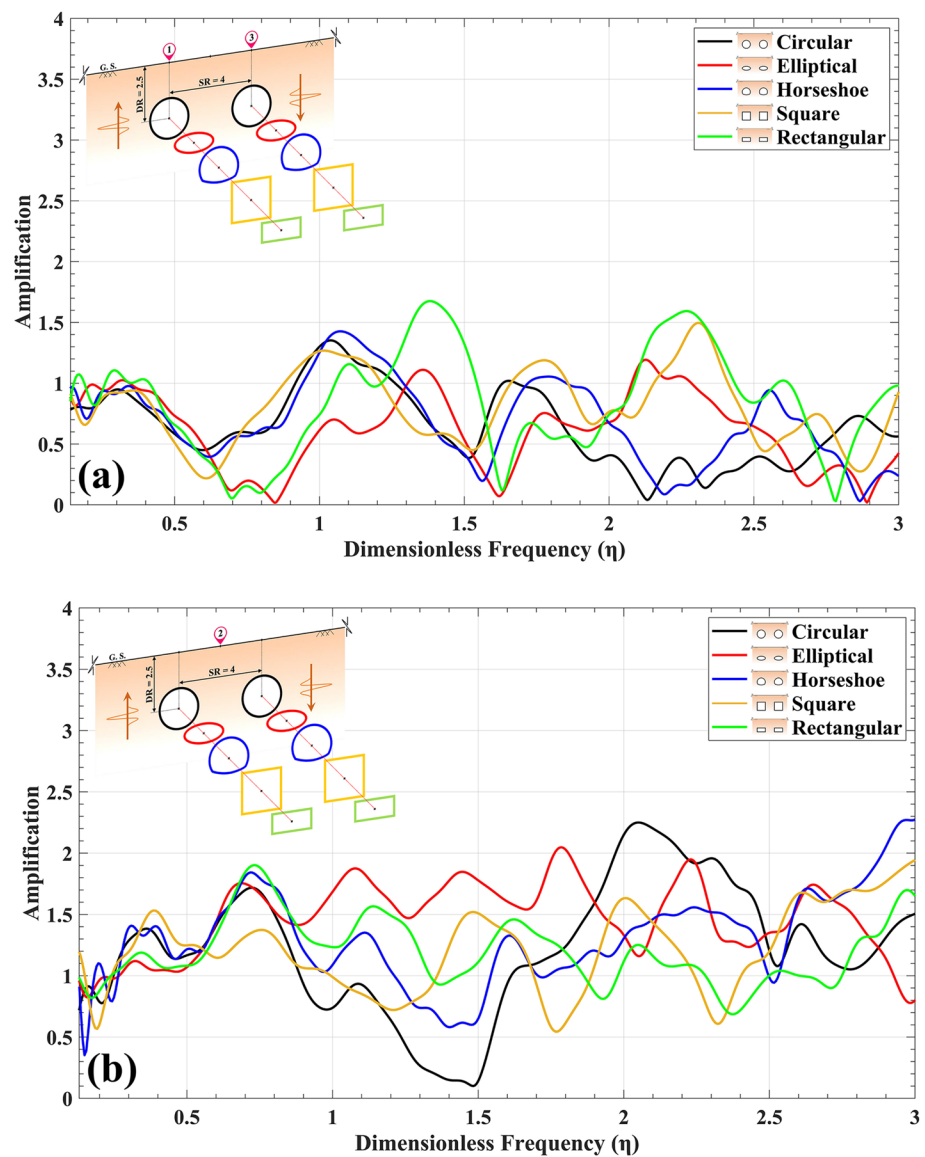 4
3.5
3
2.5
2
1.5
1
0.5
0
Amplification
1
3
G. S.
DR = 2.5
SR = 4
Circular
Elliptical
Horseshoe
Square
Rectangular
(a)
0.5 1 1.5 2 2.5 3
Dimensionless Frequency (η)
4
3.5
3
2.5
2
1.5
1
0.5
0
Amplification
2
G. S.
DR = 2.5
SR = 4
Circular
Elliptical
Horseshoe
Square
Rectangular
(b)
0.5 1 1.5 2 2.5 3
Dimensionless Frequency (η)